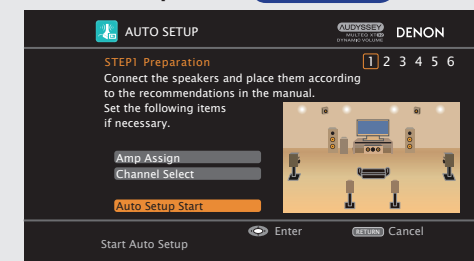 AUTO SETUP
AUDYSSEY
MULTEQ XT32
DYNAMIC VOLUME
DENON
STEP1 Preparation
1 2 3 4 5 6
Connect the speakers and place them according
to the recommendations in the manual.
Set the following items
if necessary.
Amp Assign
Channel Select
Auto Setup Start
Enter
RETURN Cancel
Start Auto Setup